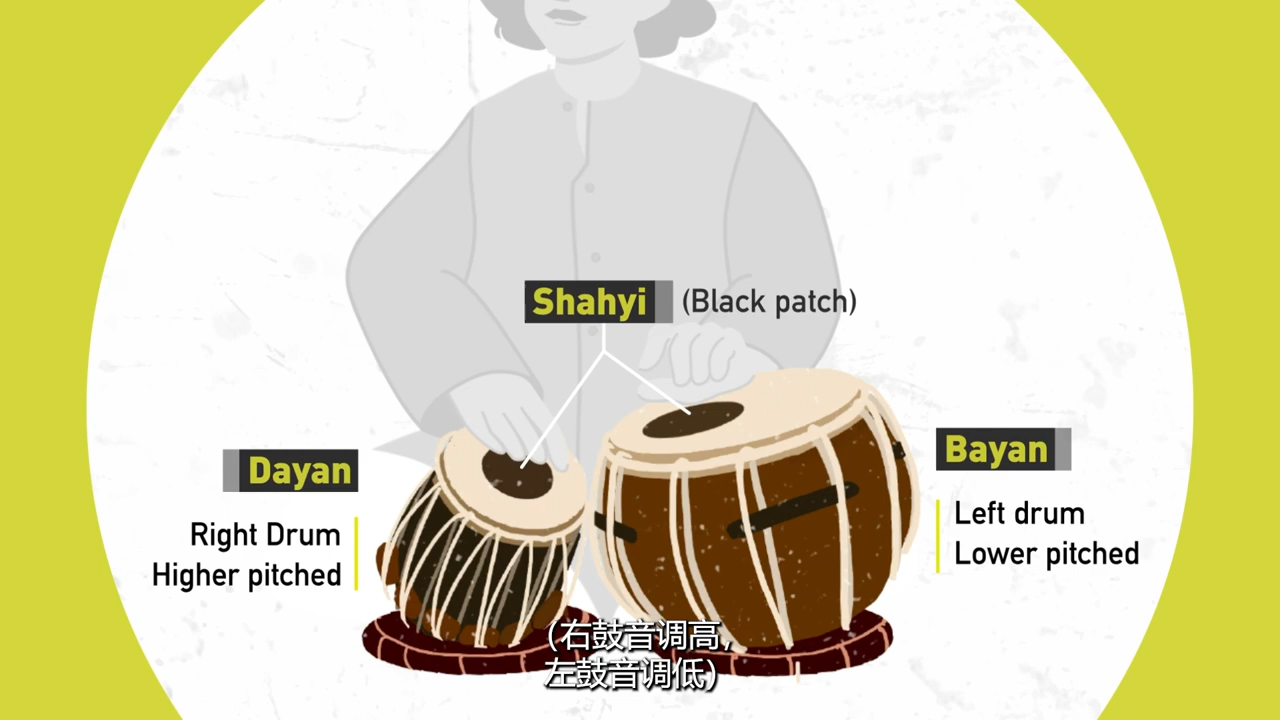 Shahyi (Black patch)
Dayan
Right Drum
Higher pitched
Bayan
Left drum
Lower pitched
（右鼓音调高，
左鼓音调低）